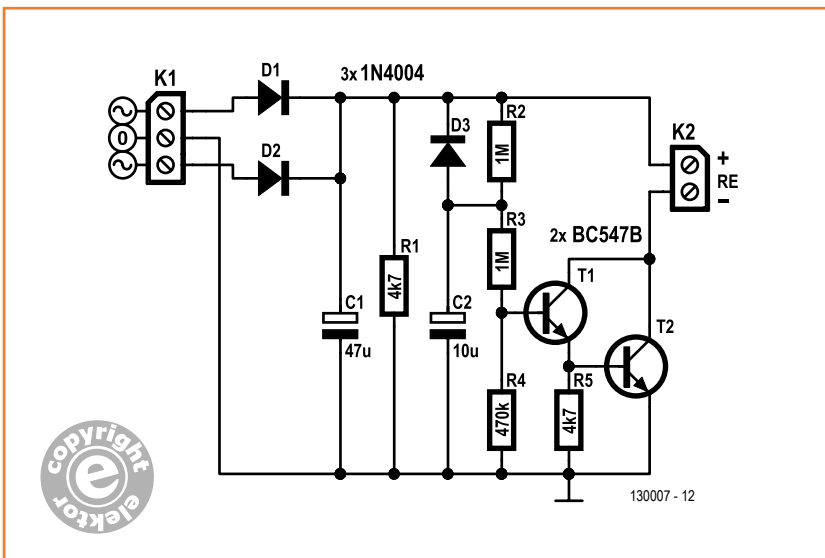 K1
D1
3x 1N4004
~
0
~
D2
D3
R2
1M
K2
+
RE
-
R3
1M
2x BC547B
R1
4k7
T1
C1
47u
C2
10u
T2
R4
470k
R5
4k7
copyright
e
elektor
130007 - 12